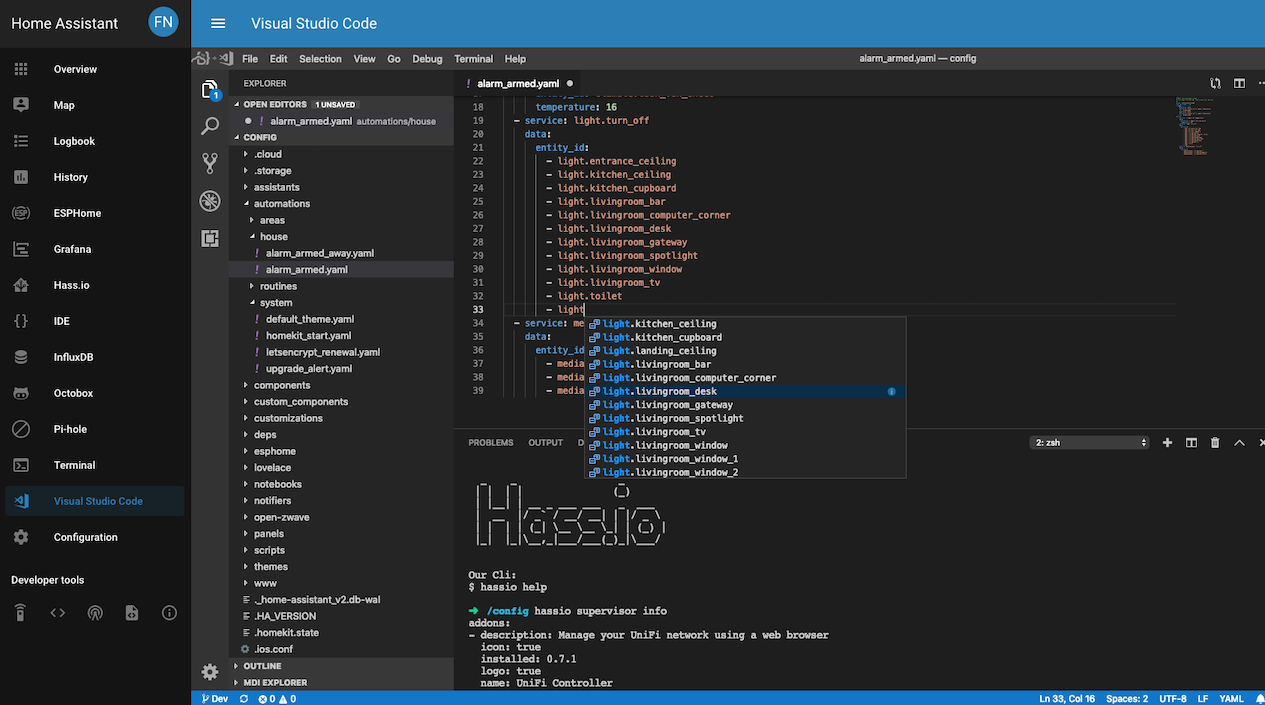 Home Assistant
FN
Visual Studio Code
Overview
Map
Logbook
History
ESP
ESPHome
Grafana
Hass.io
IDE
InfluxDB
Octobox
Pi-hole
Terminal
Visual Studio Code
Configuration
Developer tools
File Edit Selection View Go Debug Terminal Help
alarm_armed.yaml — config
1
EXPLORER
OPEN EDITORS 1 UNSAVED
! alarm_armed.yaml automations/house
CONFIG
.cloud
.storage
assistants
automations
areas
house
! alarm_armed_away.yaml
! alarm_armed.yaml
routines
system
! default_theme.yaml
! homekit_start.yaml
! letsencrypt_renewal.yaml
! upgrade_alert.yaml
components
custom_components
customizations
deps
esphome
lovelace
notebooks
notifiers
open-zwave
panels
scripts
themes
www
._home-assistant_v2.db-wal
.HA_VERSION
.homekit.state
.ios.conf
OUTLINE
MDI EXPLORER
! alarm_armed.yaml
18 temperature: 16
19 - service: light.turn_off
20 data:
21 entity_id:
22 - light.entrance_ceiling
23 - light.kitchen_ceiling
24 - light.kitchen_cupboard
25 - light.livingroom_bar
26 - light.livingroom_computer_corner
27 - light.livingroom_desk
28 - light.livingroom_gateway
29 - light.livingroom_spotlight
30 - light.livingroom_window
31 - light.livingroom_tv
32 - light.toilet
33 - light
34 - service: me
35 data:
36 entity_id
37 - media
38 - media
39 - media
light.kitchen_ceiling
light.kitchen_cupboard
light.landing_ceiling
light.livingroom_bar
light.livingroom_computer_corner
light.livingroom_desk
light.livingroom_gateway
light.livingroom_spotlight
light.livingroom_tv
light.livingroom_window
light.livingroom_window_1
light.livingroom_window_2
PROBLEMS OUTPUT D
2: zsh
Hass.io
Our Cli:
$ hassio help
➜ /config hassio supervisor info
addons:
- description: Manage your UniFi network using a web browser
icon: true
installed: 0.7.1
logo: true
name: UniFi Controller
Dev 0 0
Ln 33, Col 16 Spaces: 2 UTF-8 LF YAML